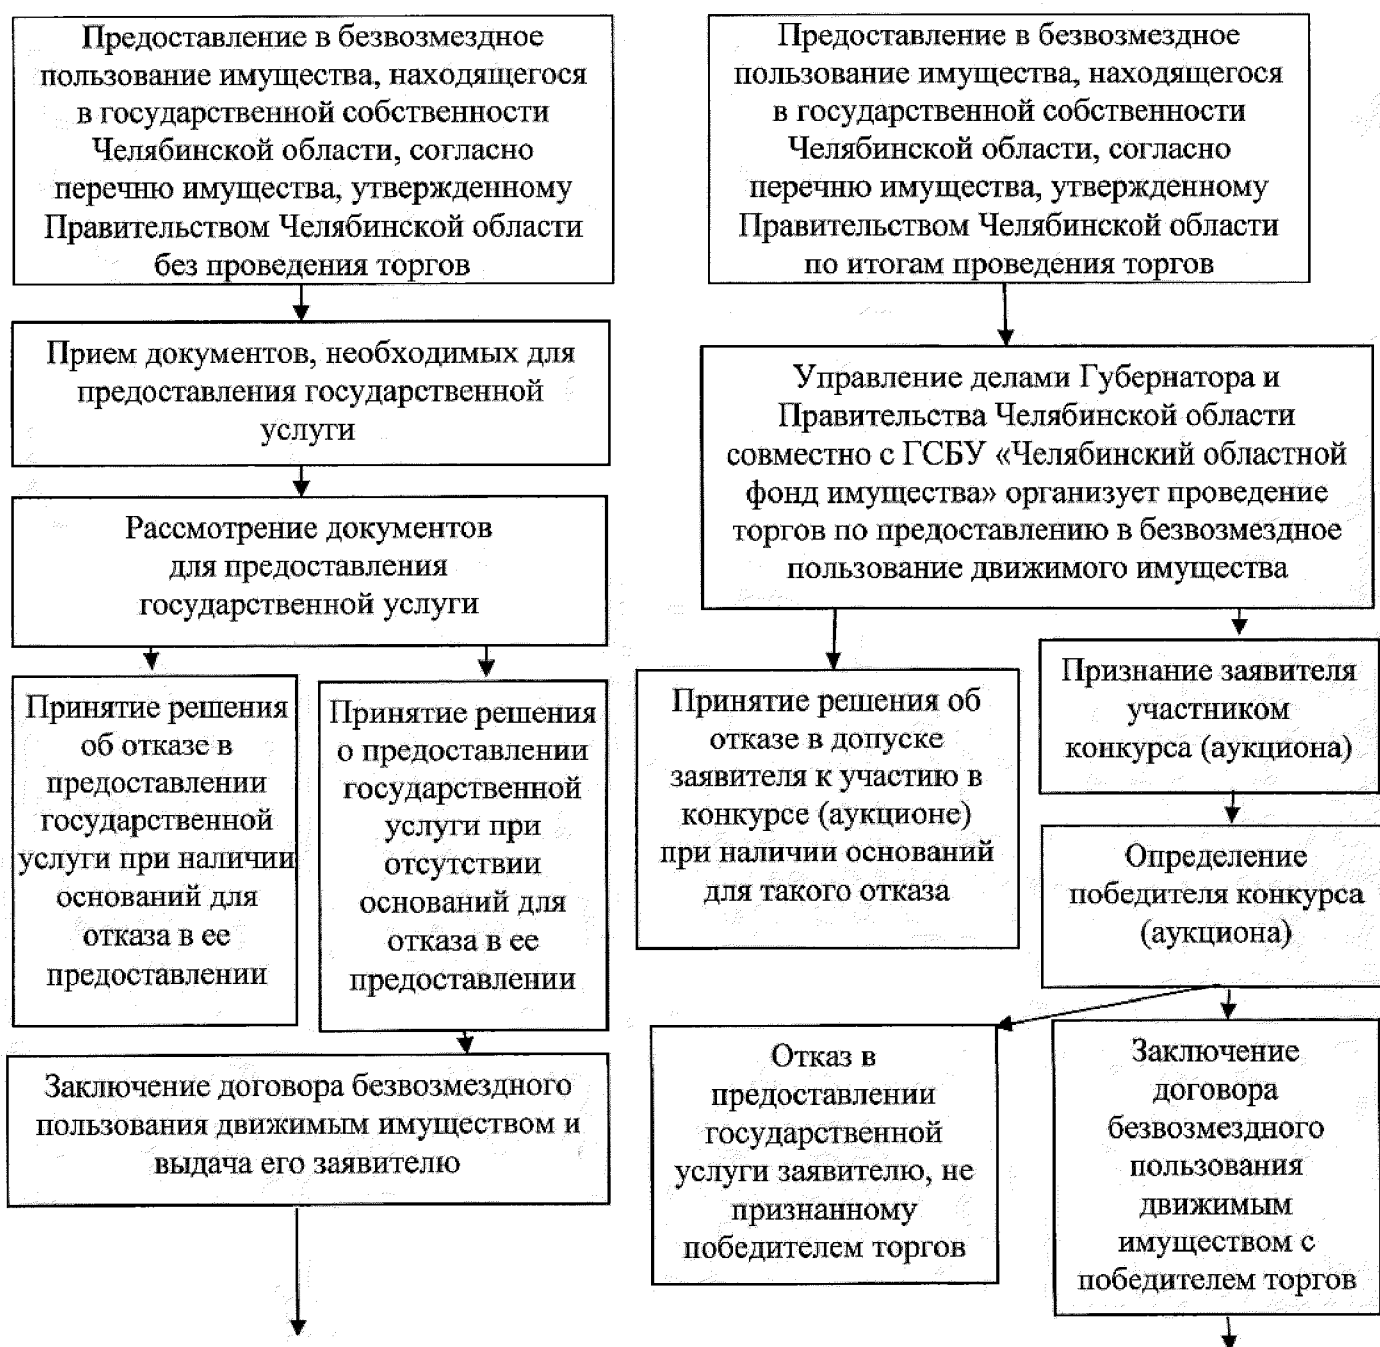 Предоставление в безвозмездное
пользование имущества, находящегося
в государственной собственности
Челябинской области, согласно
перечню имущества, утвержденному
Правительством Челябинской области
без проведения торгов
Прием документов, необходимых для
предоставления государственной
услуги
Рассмотрение документов
для предоставления
государственной услуги
Принятие решения
об отказе в
предоставлении
государственной
услуги при наличии
оснований для
отказа в ее
предоставлении
Принятие решения
о предоставлении
государственной
услуги при
отсутствии
оснований для
отказа в ее
предоставлении
Заключение договора безвозмездного
пользования движимым имуществом и
выдача его заявителю
Предоставление в безвозмездное
пользование имущества, находящегося
в государственной собственности
Челябинской области, согласно
перечню имущества, утвержденному
Правительством Челябинской области
по итогам проведения торгов
Управление делами Губернатора и
Правительства Челябинской области
совместно с ГСБУ «Челябинский областной
фонд имущества» организует проведение
торгов по предоставлению в безвозмездное
пользование движимого имущества
Принятие решения об
отказе в допуске
заявителя к участию в
конкурсе (аукционе)
при наличии оснований
для такого отказа
Признание заявителя
участником
конкурса (аукциона)
Определение
победителя конкурса
(аукциона)
Отказ в
предоставлении
государственной
услуги заявителю, не
признанному
победителем торгов
Заключение
договора
безвозмездного
пользования
движимым
имуществом с
победителем торгов